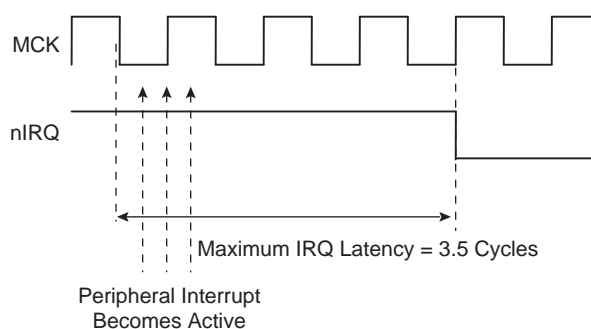 MCK
nIRQ
Maximum IRQ Latency = 3.5 Cycles
Peripheral Interrupt
Becomes Active